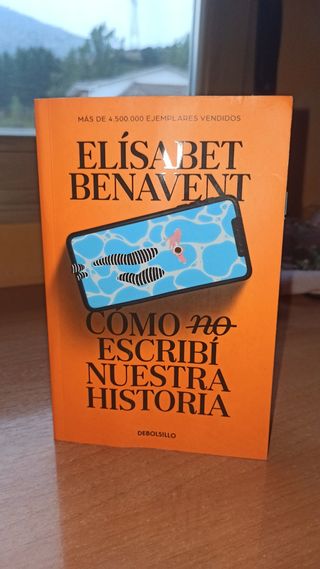 MÁS DE 4.500.000 EJEMPLARES VENDIDOS
ELÍSABET
BENAVENT
CÓMO no
ESCRIBÍ
NUESTRA
HISTORIA
DEBOLSILLO